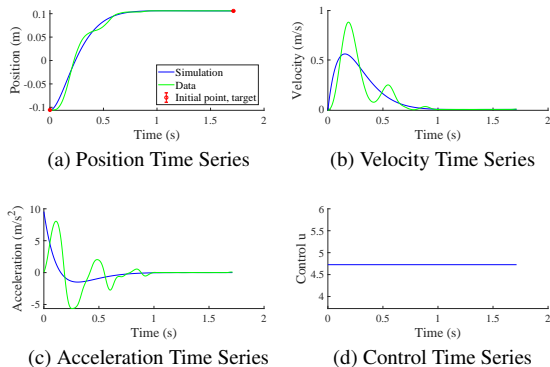 0.1
0.05
0
-0.05
-0.1
Position (m)
Simulation
Data
Initial point, target
0 0.5 1 1.5 2
Time (s)
(a) Position Time Series
1
0.5
0
Velocity (m/s)
0 0.5 1 1.5 2
Time (s)
(b) Velocity Time Series
10
5
0
-5
Acceleration (m/s²)
0 0.5 1 1.5 2
Time (s)
(c) Acceleration Time Series
6
5.5
5
4.5
4
Control u
0 0.5 1 1.5 2
Time (s)
(d) Control Time Series